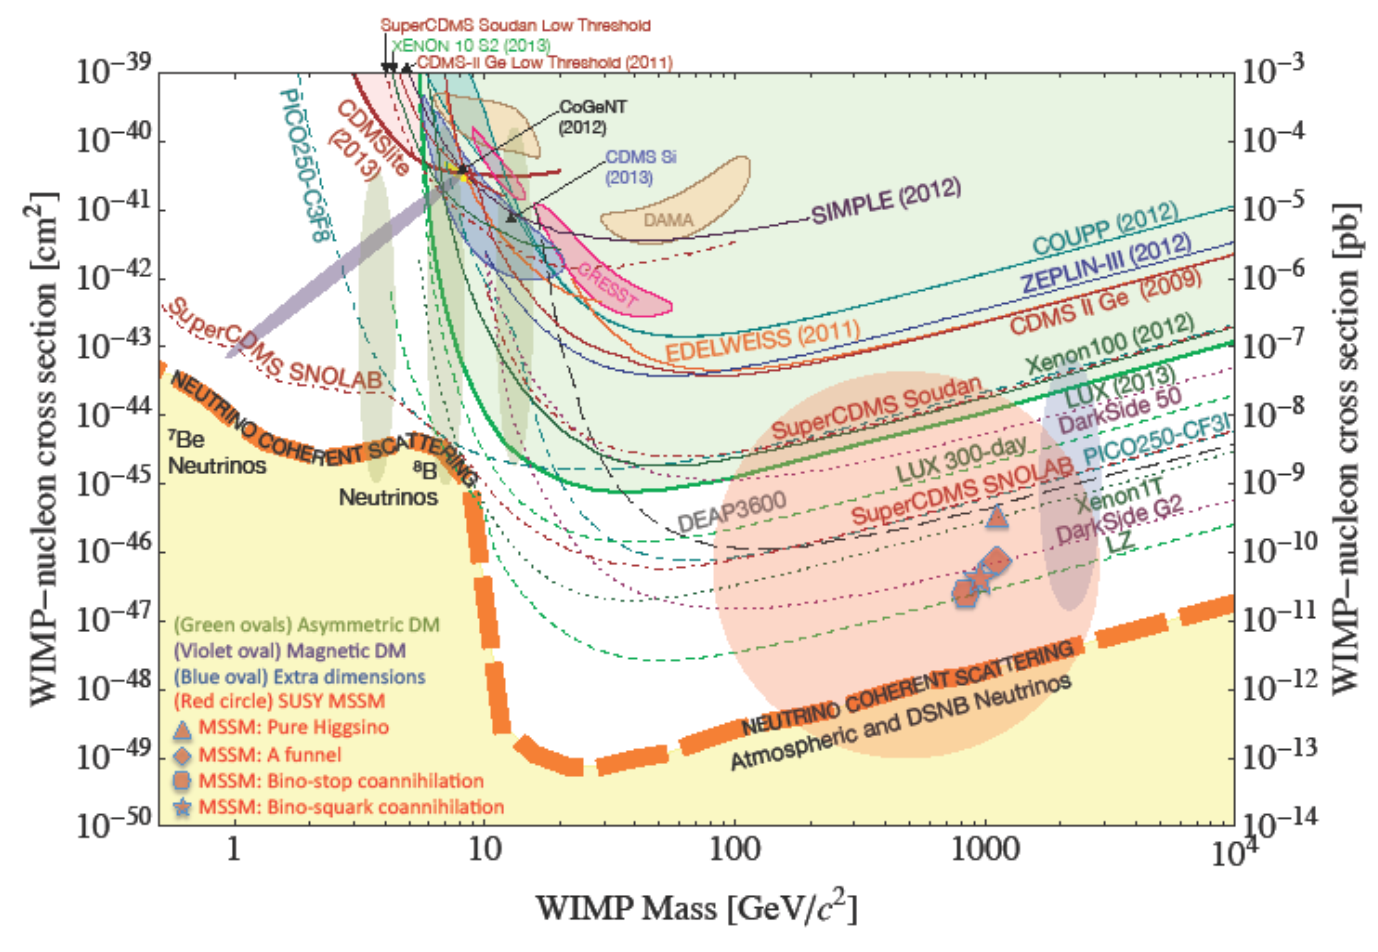 SuperCDMS Soudan Low Threshold
XENON 10 S2 (2013)
CDMS-II Ge Low Threshold (2011)
10−39
10−40
10−41
10−42
10−43
10−44
10−45
10−46
10−47
10−48
10−49
10−50
WIMP−nucleon cross section [cm2]
10−3
10−4
10−5
10−6
10−7
10−8
10−9
10−10
10−11
10−12
10−13
10−14
WIMP−nucleon cross section [pb]
PICO250-C3F8
CDMSlite
(2013)
CoGeNT
(2012)
CDMS Si
(2013)
SIMPLE (2012)
DAMA
CRESST
COUPP (2012)
ZEPLIN-III (2012)
CDMS II Ge (2009)
EDELWEISS (2011)
Xenon100 (2012)
SuperCDMS SNOLAB
SuperCDMS Soudan
LUX (2013)
DarkSide 50
NEUTRINO COHERENT SCATTERING
7Be
Neutrinos
8B
Neutrinos
LUX 300-day
PICO250-CF3I
SuperCDMS SNOLAB
DEAP3600
Xenon1T
DarkSide G2
LZ
NEUTRINO COHERENT SCATTERING
Atmospheric and DSNB Neutrinos
(Green ovals) Asymmetric DM
(Violet oval) Magnetic DM
(Blue oval) Extra dimensions
(Red circle) SUSY MSSM
MSSM: Pure Higgsino
MSSM: A funnel
MSSM: Bino-stop coannihilation
MSSM: Bino-squark coannihilation
1
10
100
1000
104
WIMP Mass [GeV/c2]